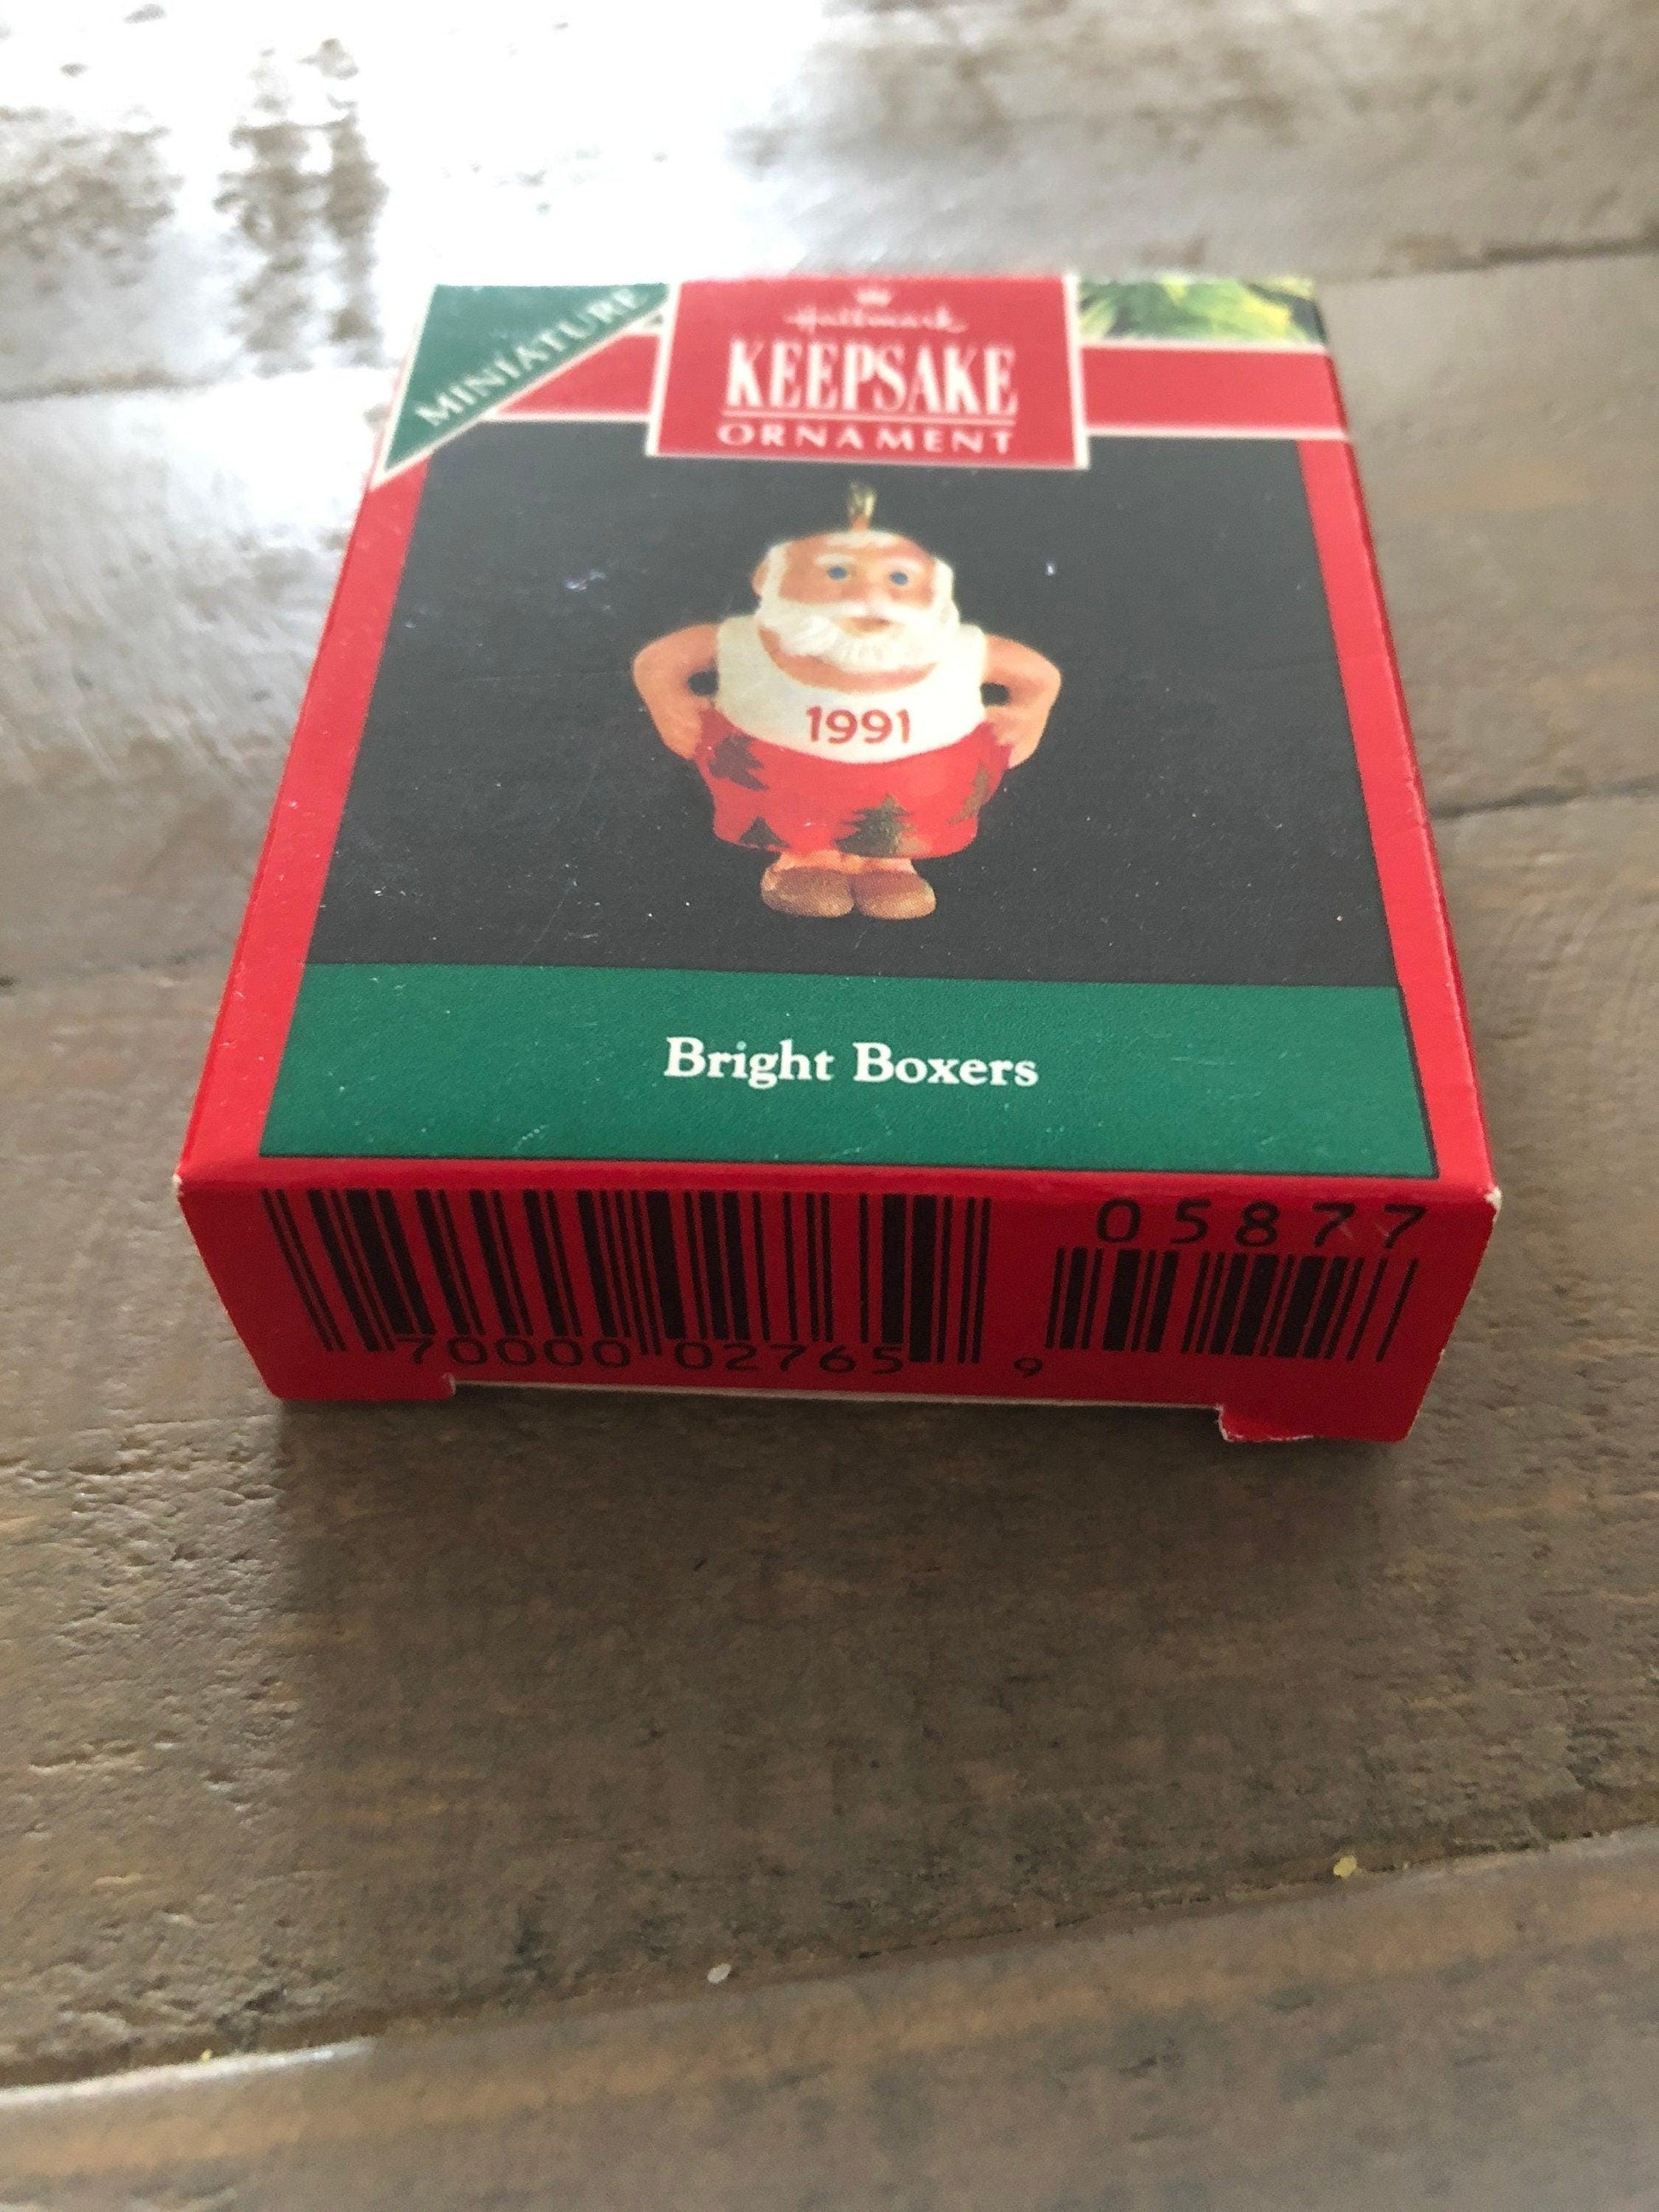 MINIATURE
Hallmark
KEEPSAKE
ORNAMENT
1991
Bright Boxers
05877
70000 02765 9